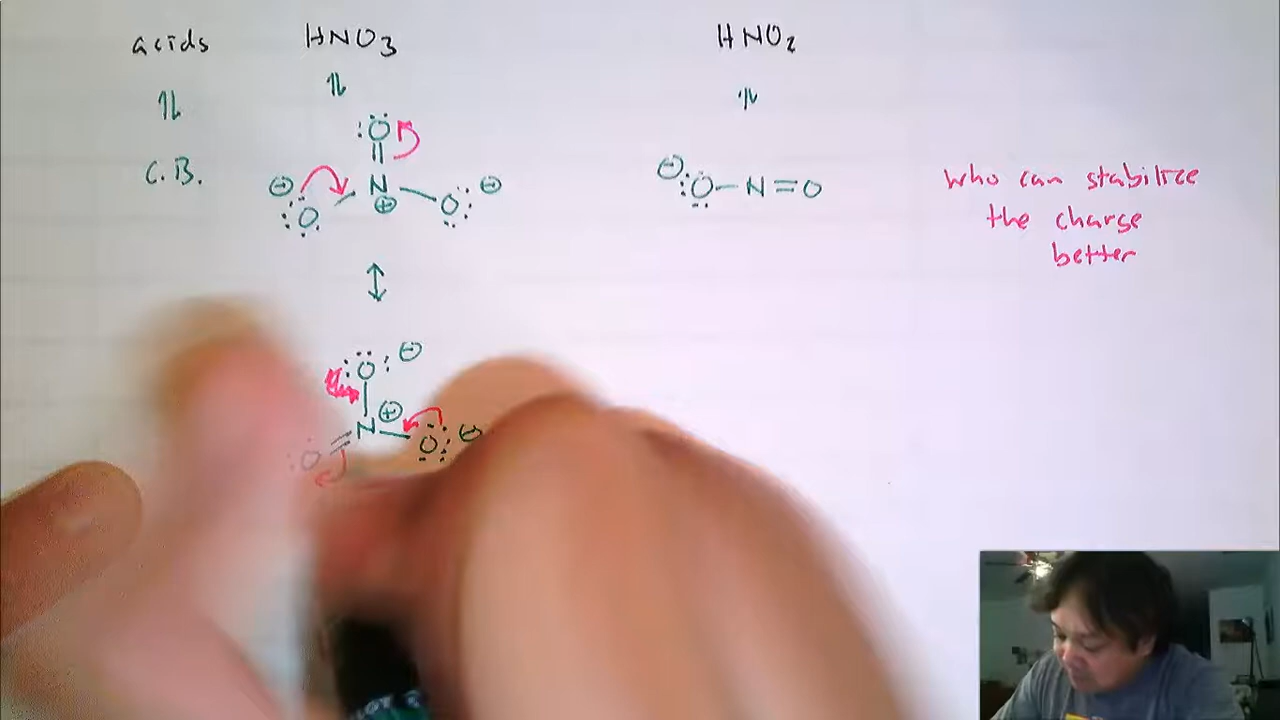 acids HNO3 HNO2
⇌ ⇌ ⇌
C.B.
:Ö
⊖ N ⊖
:O ⊕ O:
⊖ :O — N = O
who can stabilize
the charge
better
↕
:O: ⊖
N ⊕
:O O: ⊖